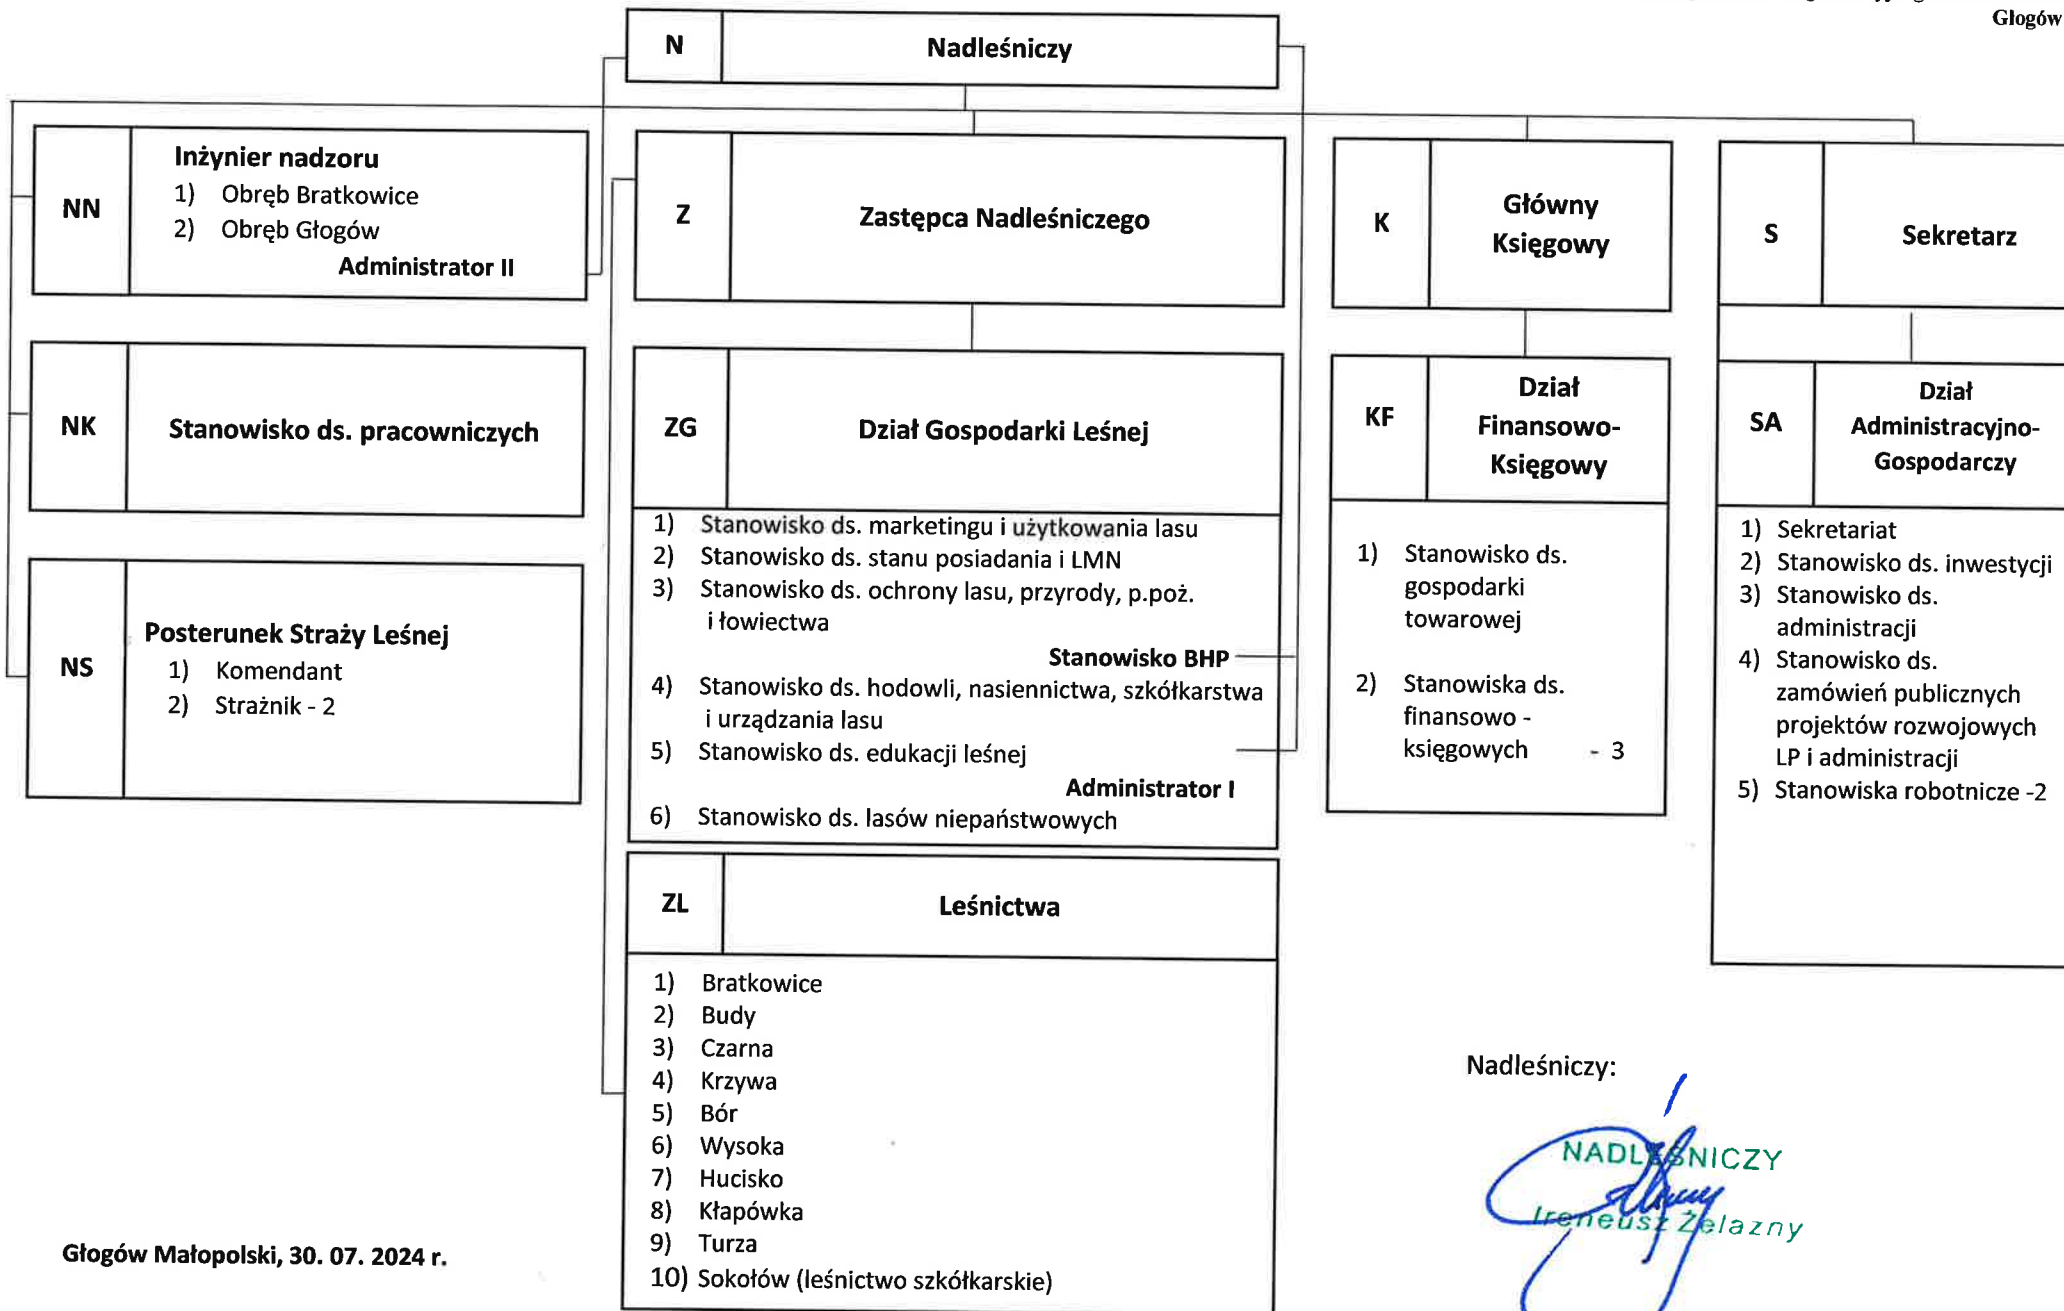 Głogów
N
Nadleśniczy
NN
Inżynier nadzoru
1) Obręb Bratkowice
2) Obręb Głogów
Administrator II
Z
Zastępca Nadleśniczego
K
Główny
Księgowy
S
Sekretarz
NK
Stanowisko ds. pracowniczych
ZG
Dział Gospodarki Leśnej
1) Stanowisko ds. marketingu i użytkowania lasu
2) Stanowisko ds. stanu posiadania i LMN
3) Stanowisko ds. ochrony lasu, przyrody, p.poż.
i łowiectwa
Stanowisko BHP
4) Stanowisko ds. hodowli, nasiennictwa, szkółkarstwa
i urządzania lasu
5) Stanowisko ds. edukacji leśnej
Administrator I
6) Stanowisko ds. lasów niepaństwowych
KF
Dział
Finansowo-
Księgowy
1) Stanowisko ds.
gospodarki
towarowej
2) Stanowiska ds.
finansowo -
księgowych - 3
SA
Dział
Administracyjno-
Gospodarczy
1) Sekretariat
2) Stanowisko ds. inwestycji
3) Stanowisko ds.
administracji
4) Stanowisko ds.
zamówień publicznych
projektów rozwojowych
LP i administracji
5) Stanowiska robotnicze -2
NS
Posterunek Straży Leśnej
1) Komendant
2) Strażnik - 2
ZL
Leśnictwa
1) Bratkowice
2) Budy
3) Czarna
4) Krzywa
5) Bór
6) Wysoka
7) Hucisko
8) Kłapówka
9) Turza
10) Sokołów (leśnictwo szkółkarskie)
Nadleśniczy:
NADLEŚNICZY
Ireneusz Żelazny
Głogów Małopolski, 30. 07. 2024 r.